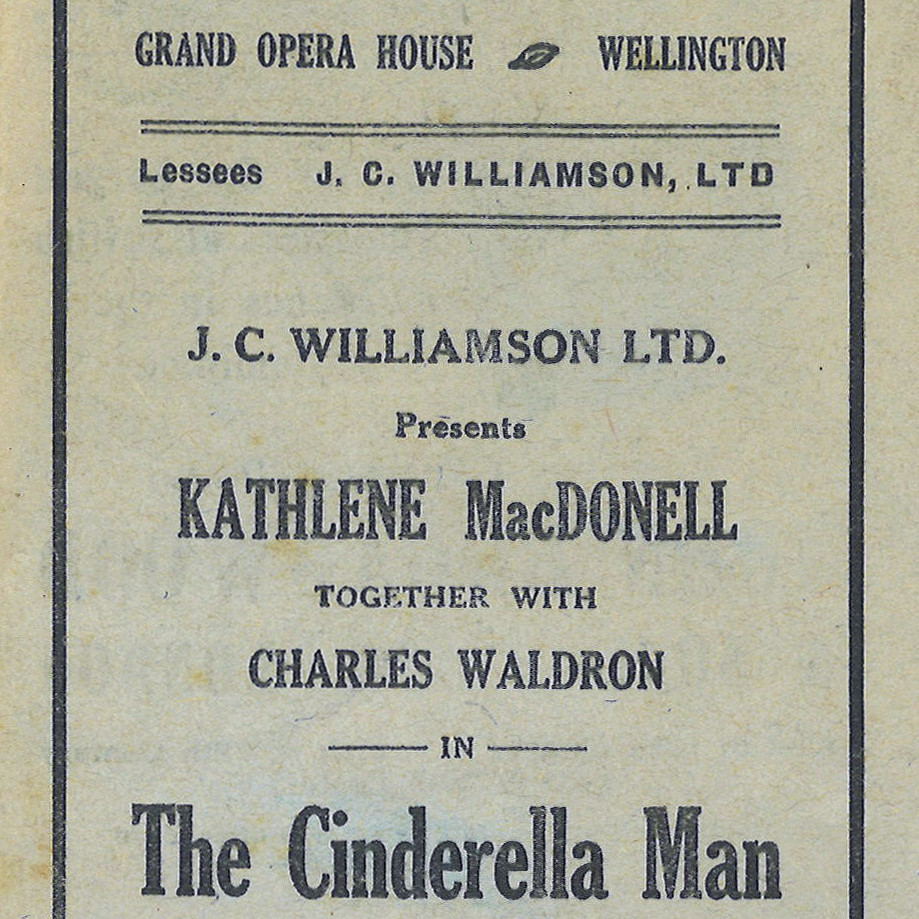 GRAND OPERA HOUSE WELLINGTON
Lessees J. C. WILLIAMSON, LTD
J. C. WILLIAMSON LTD.
Presents
KATHLENE MacDONELL
TOGETHER WITH
CHARLES WALDRON
IN
The Cinderella Man